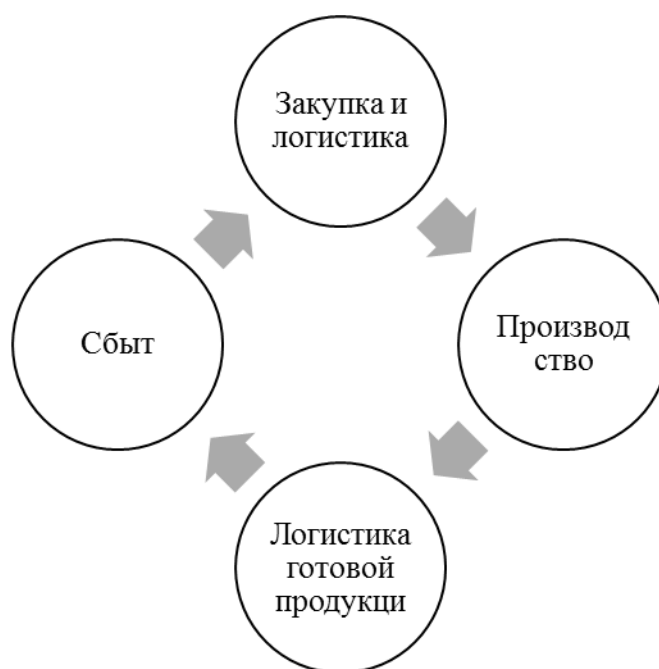 Закупка и
логистика
Производ
ство
Логистика
готовой
продукци
Сбыт